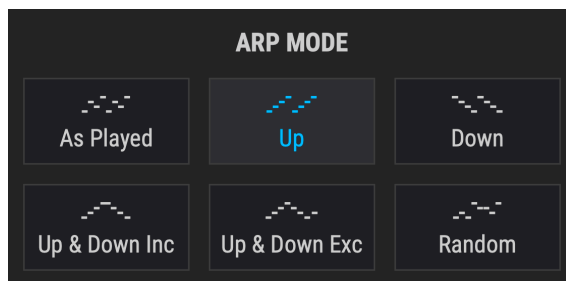 ARP MODE
As Played
Up
Down
Up & Down Inc
Up & Down Exc
Random